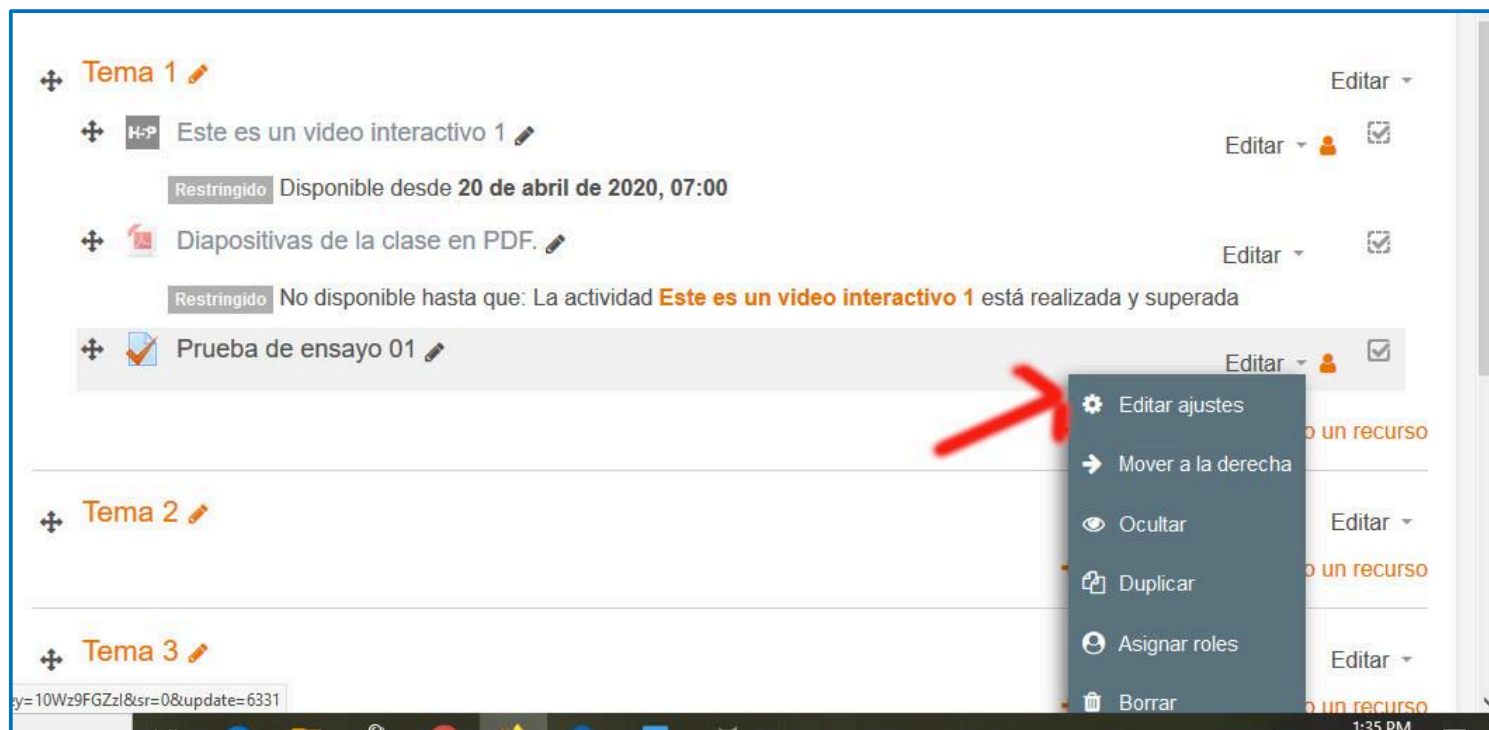 Tema 1
Editar
H-P Este es un video interactivo 1
Editar
Restringido Disponible desde 20 de abril de 2020, 07:00
Diapositivas de la clase en PDF.
Editar
Restringido No disponible hasta que: La actividad Este es un video interactivo 1 está realizada y superada
Prueba de ensayo 01
Editar
Editar ajustes
o un recurso
Mover a la derecha
Tema 2
Ocultar
Editar
o un recurso
Duplicar
Tema 3
Asignar roles
Editar
y=10Wz9FGZzI&sr=0&update=6331
Borrar
o un recurso
1:35 PM